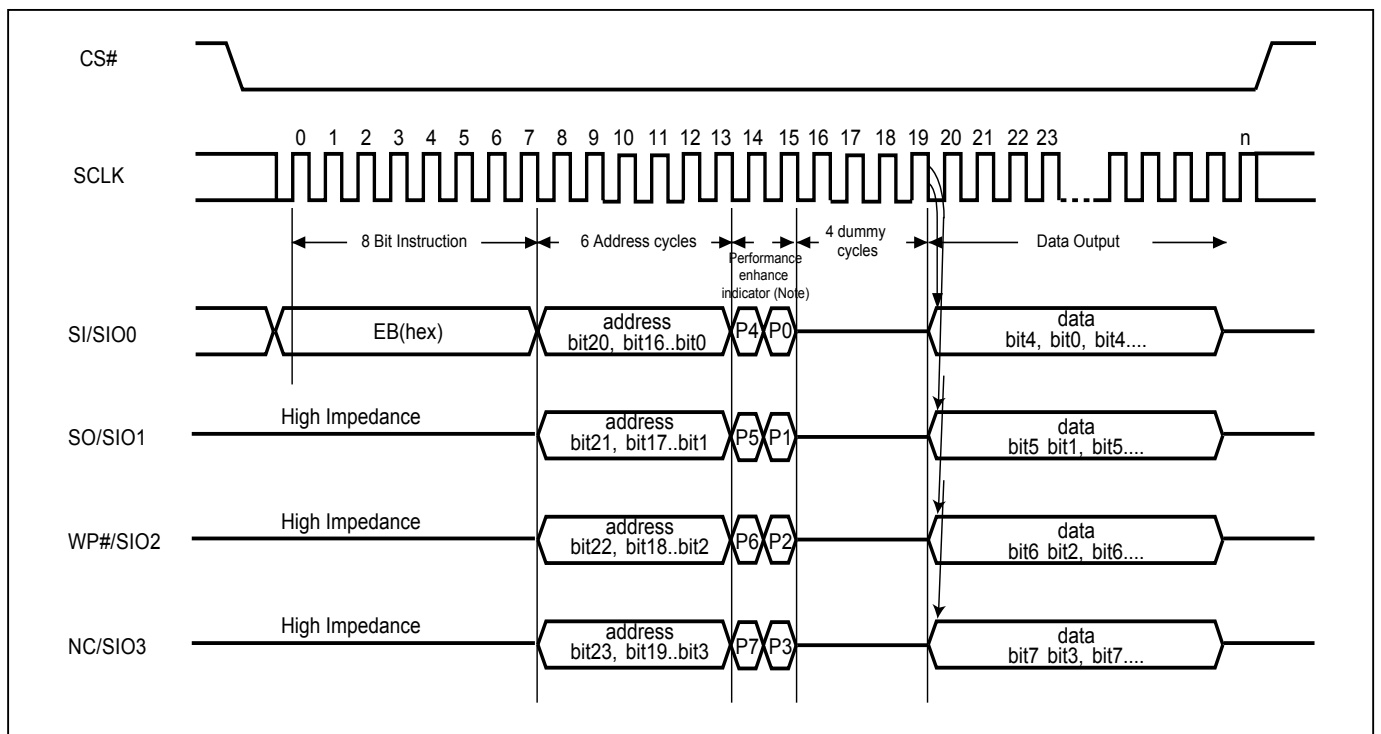 CS#
0 1 2 3 4 5 6 7 8 9 10 11 12 13 14 15 16 17 18 19 20 21 22 23 n
SCLK
8 Bit Instruction
6 Address cycles
Performance
enhance
indicator (Note)
4 dummy
cycles
Data Output
SI/SIO0
EB(hex)
address
bit20, bit16..bit0
P4 P0
data
bit4, bit0, bit4....
SO/SIO1
High Impedance
address
bit21, bit17..bit1
P5 P1
data
bit5 bit1, bit5....
WP#/SIO2
High Impedance
address
bit22, bit18..bit2
P6 P2
data
bit6 bit2, bit6....
NC/SIO3
High Impedance
address
bit23, bit19..bit3
P7 P3
data
bit7 bit3, bit7....